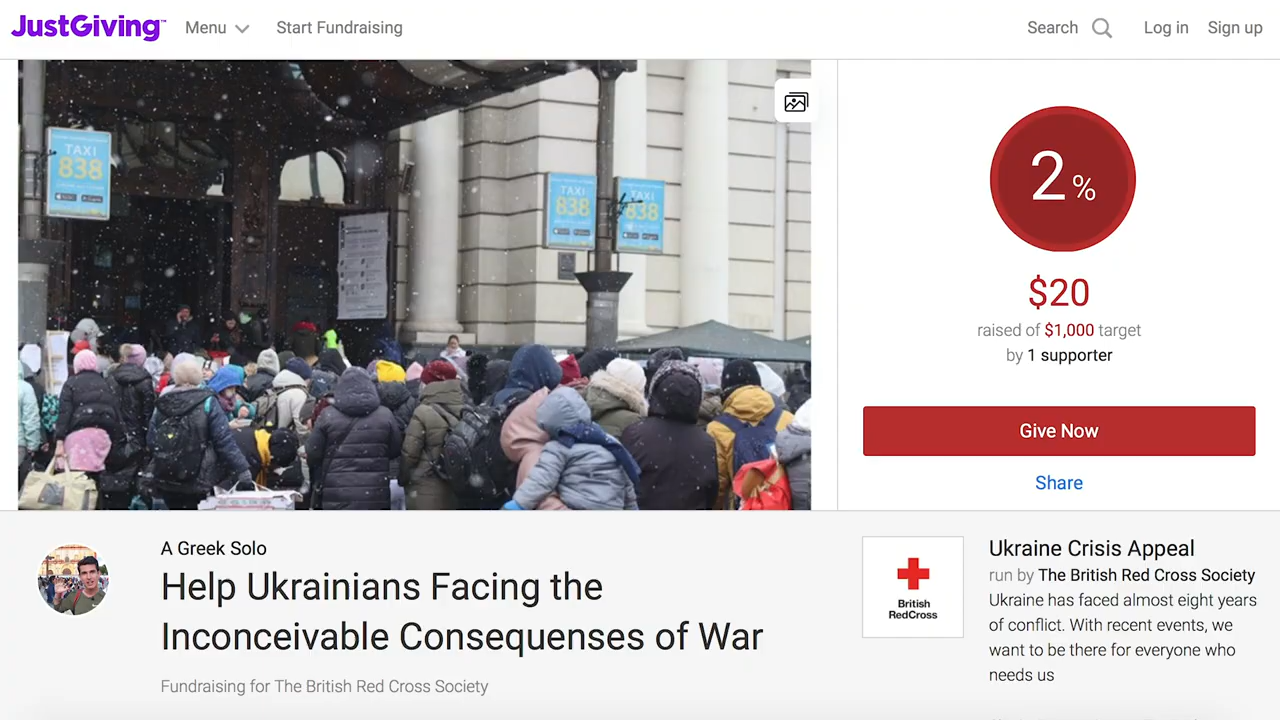 JustGiving™ Menu Start Fundraising Search Log in Sign up
TAXI
838
TAXI
838
TAXI
838
2 %
$20
raised of $1,000 target
by 1 supporter
Give Now
Share
A Greek Solo
Help Ukrainians Facing the
Inconceivable Consequenses of War
Fundraising for The British Red Cross Society
British
RedCross
Ukraine Crisis Appeal
run by The British Red Cross Society
Ukraine has faced almost eight years
of conflict. With recent events, we
want to be there for everyone who
needs us